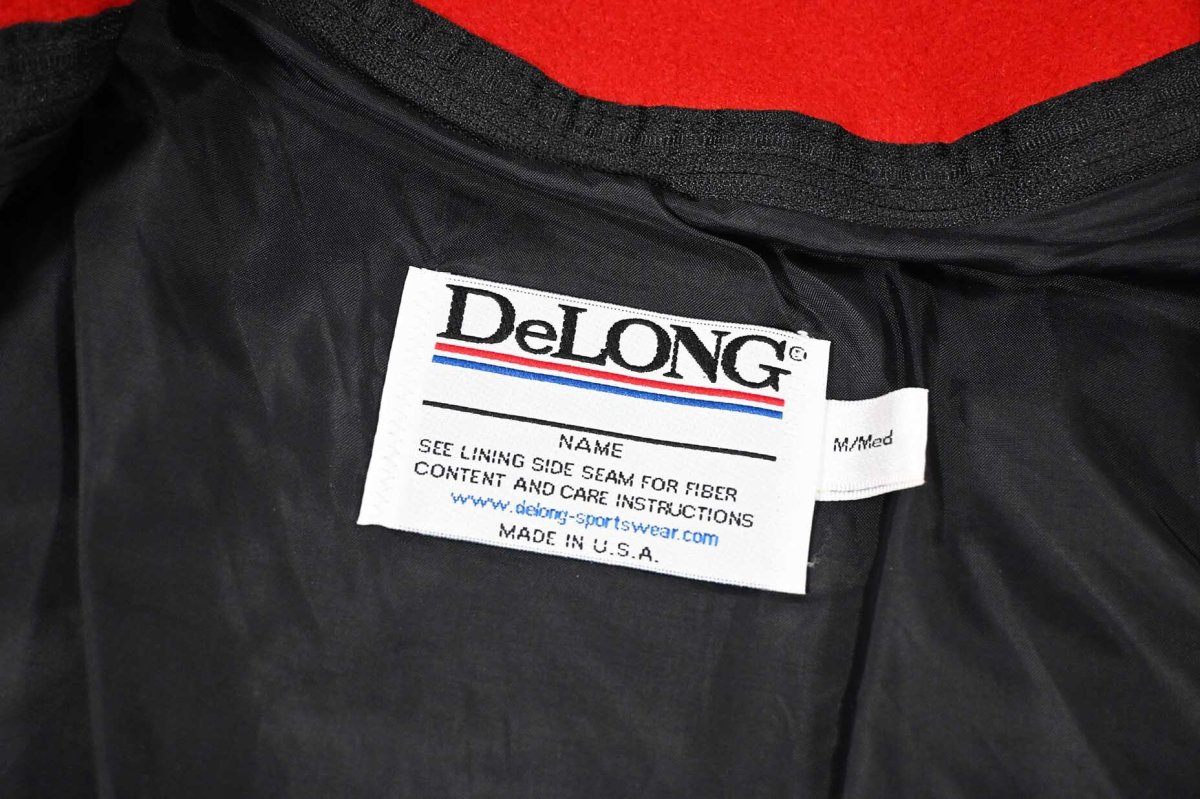 DeLONG®
NAME
SEE LINING SIDE SEAM FOR FIBER
CONTENT AND CARE INSTRUCTIONS
www.delong-sportswear.com
MADE IN U.S.A.
M/Med